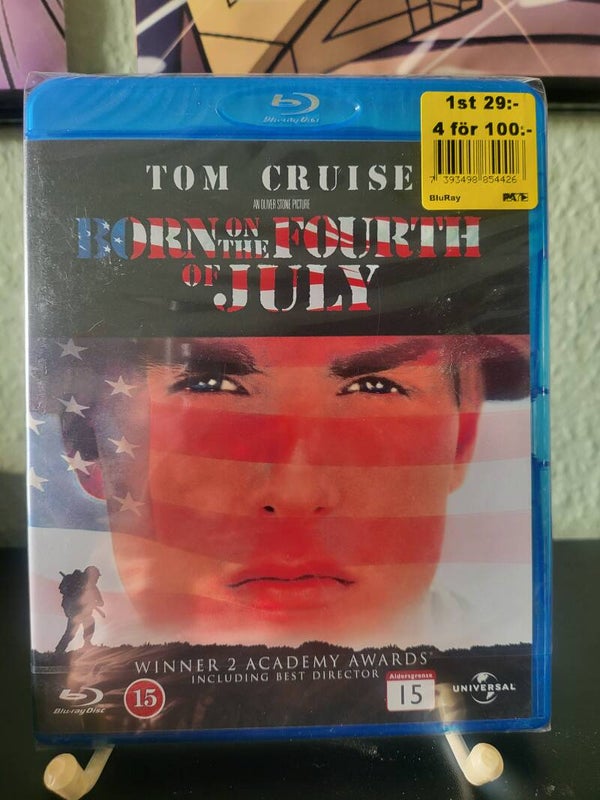 Blu-ray Disc
1st 29:-
4 för 100:-
7 393498 854426
BluRay
TOM CRUISE
AN OLIVER STONE PICTURE
BORN ON THE FOURTH
OF JULY
WINNER 2 ACADEMY AWARDS®
INCLUDING BEST DIRECTOR
Blu-ray Disc
15
Aldersgrense
15
UNIVERSAL